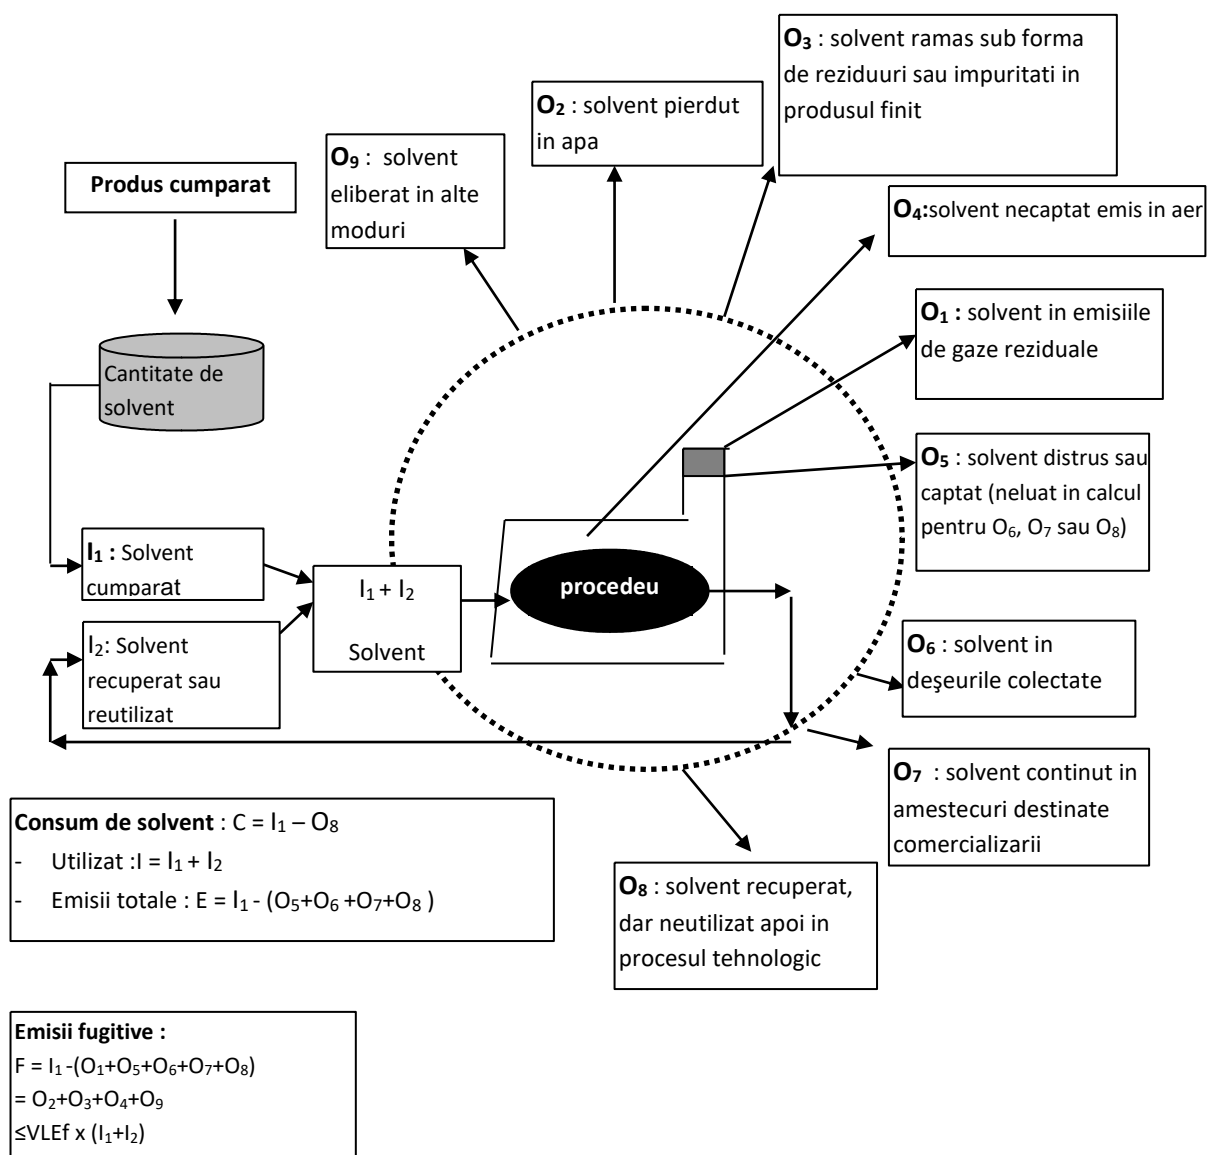 O₃ : solvent ramas sub forma
de reziduuri sau impuritati in
produsul finit
O₂ : solvent pierdut
in apa
O₉ : solvent
eliberat in alte
moduri
Produs cumparat
O₄:solvent necaptat emis in aer
O₁ : solvent in emisiile
de gaze reziduale
Cantitate de
solvent
O₅ : solvent distrus sau
captat (neluat in calcul
pentru O₆, O₇ sau O₈)
I₁ : Solvent
cumparat
I₁ + I₂
Solvent
procedeu
I₂: Solvent
recuperat sau
reutilizat
O₆ : solvent in
deşeurile colectate
O₇ : solvent continut in
amestecuri destinate
comercializarii
O₈ : solvent recuperat,
dar neutilizat apoi in
procesul tehnologic
Consum de solvent : C = I₁ – O₈
- Utilizat :I = I₁ + I₂
- Emisii totale : E = I₁ - (O₅+O₆ +O₇+O₈ )
Emisii fugitive :
F = I₁ -(O₁+O₅+O₆+O₇+O₈)
= O₂+O₃+O₄+O₉
≤VLEf x (I₁+I₂)